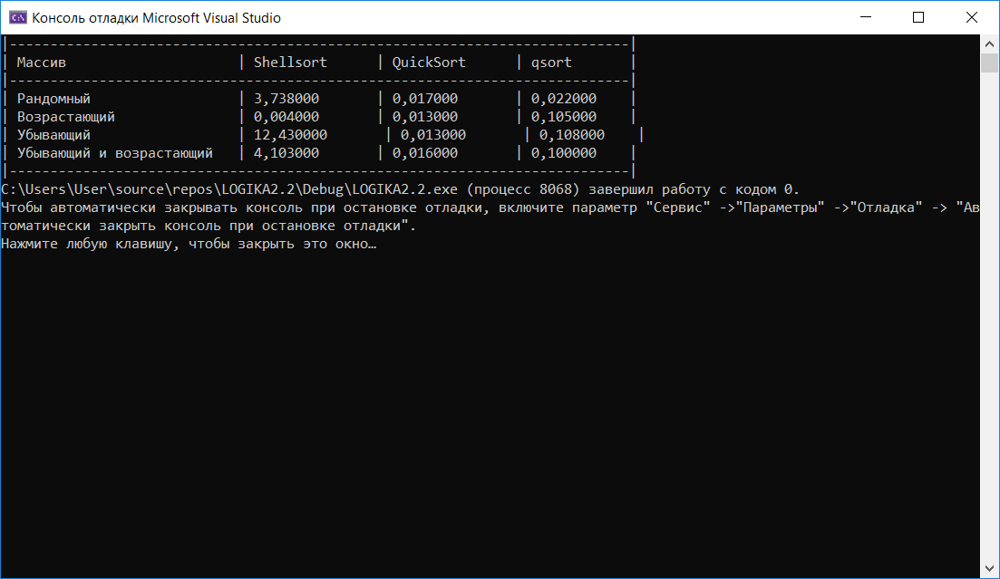 Консоль отладки Microsoft Visual Studio
|----------------------------------------------------------------------------|
| Массив                     | Shellsort      | QuickSort      | qsort       |
|----------------------------------------------------------------------------|
| Рандомный                  | 3,738000       | 0,017000       | 0,022000    |
| Возрастающий               | 0,004000       | 0,013000       | 0,105000    |
| Убывающий                  | 12,430000       | 0,013000       | 0,108000    |
| Убывающий и возрастающий   | 4,103000       | 0,016000       | 0,100000    |
|----------------------------------------------------------------------------|
C:\Users\User\source\repos\LOGIKA2.2\Debug\LOGIKA2.2.exe (процесс 8068) завершил работу с кодом 0.
Чтобы автоматически закрывать консоль при остановке отладки, включите параметр "Сервис" ->"Параметры" ->"Отладка" -> "Ав
томатически закрыть консоль при остановке отладки".
Нажмите любую клавишу, чтобы закрыть это окно…